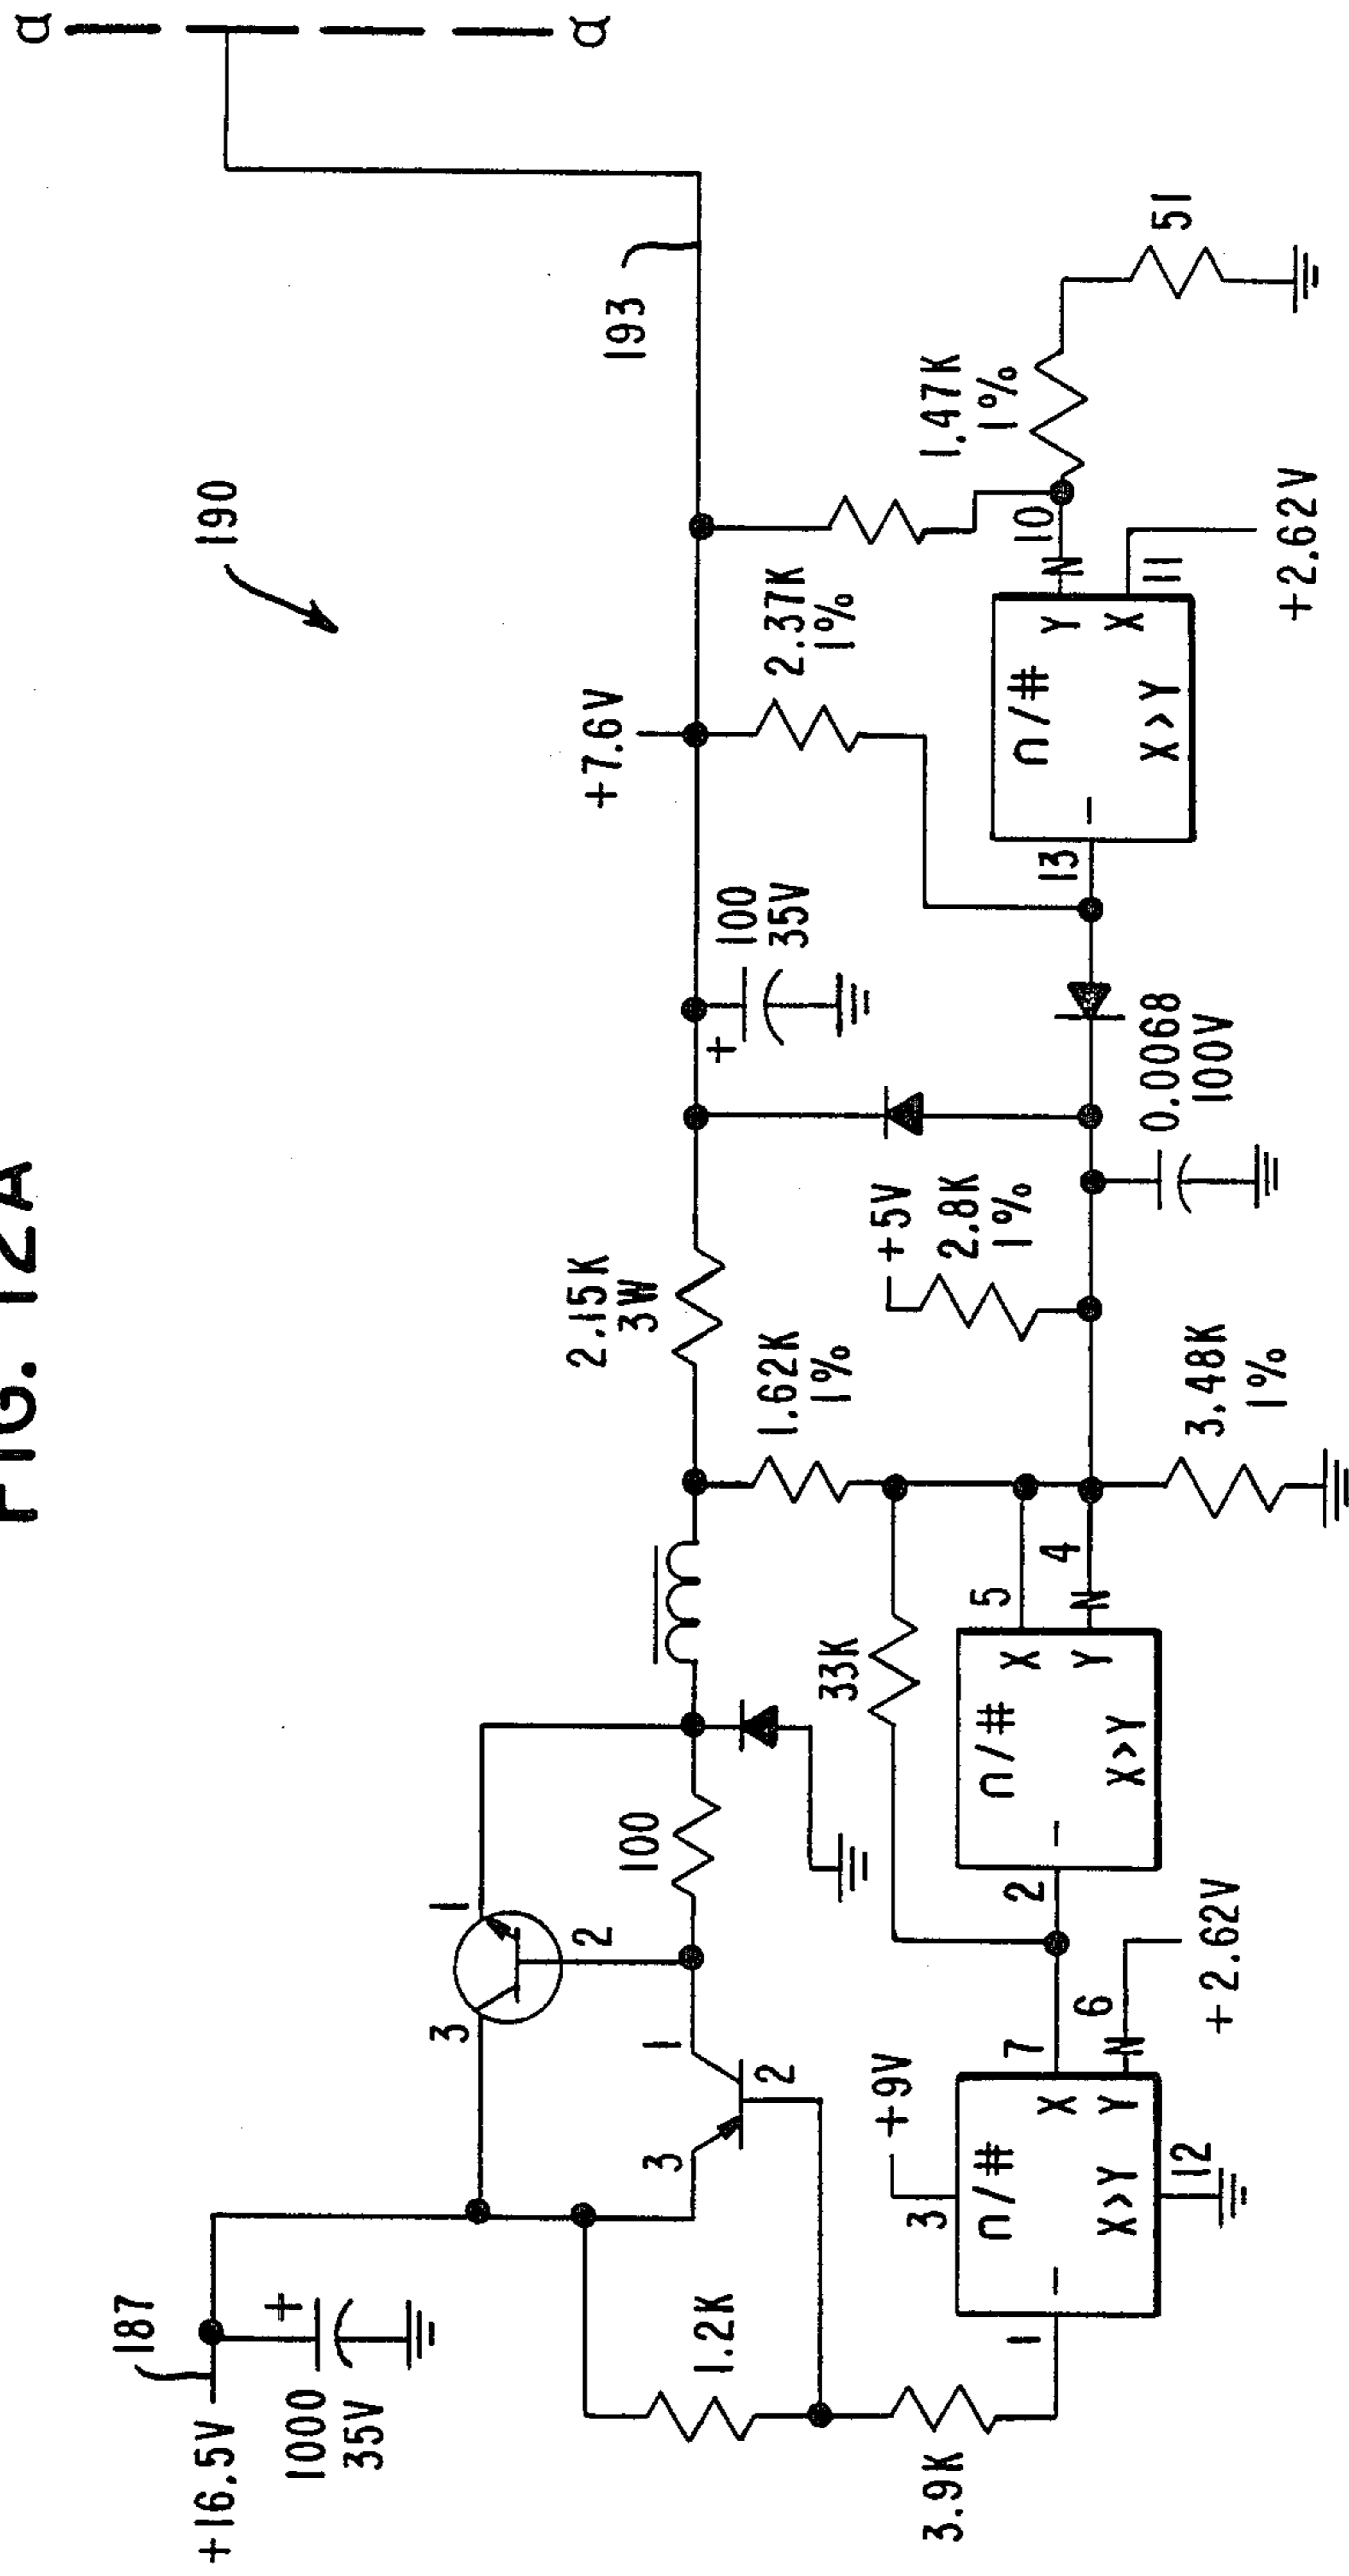 FIG. 12A
190
a
a
193
187
+16.5V
1000
35V
+
3
1
2
3
1
2
100
1.2K
3.9K
2.15K
3W
+
100
35V
+7.6V
2.37K
1%
1.62K
1%
+5V
2.8K
1%
33K
1.47K
1%
51
+9V
3
1
–
∩/#
X>Y
X
Y
7
6
N
12
+2.62V
2
–
∩/#
X>Y
X
Y
5
4
N
3.48K
1%
0.0068
100V
13
–
∩/#
X>Y
Y
X
10
N
11
+2.62V